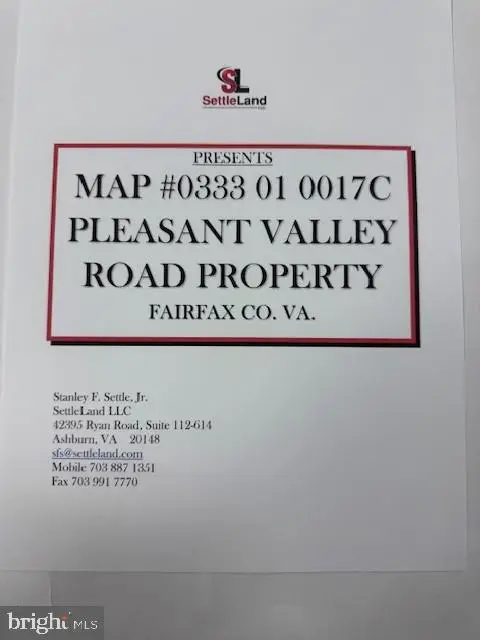 SL
SettleLand
PRESENTS
MAP #0333 01 0017C
PLEASANT VALLEY
ROAD PROPERTY
FAIRFAX CO. VA.
Stanley F. Settle, Jr.
SettleLand LLC
42395 Ryan Road, Suite 112-614
Ashburn, VA 20148
sfs@settleland.com
Mobile 703 887 1351
Fax 703 991 7770
bright MLS